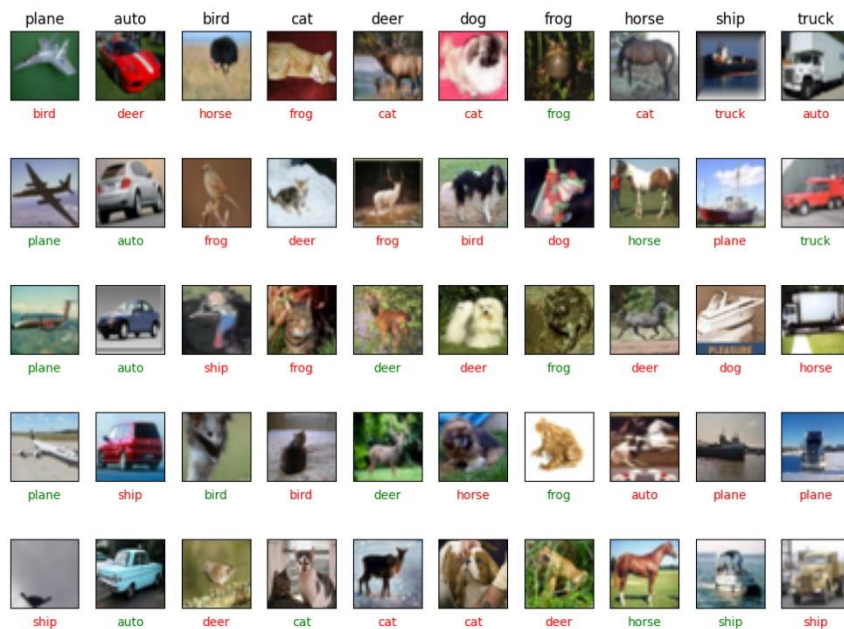 plane auto bird cat deer dog frog horse ship truck
bird deer horse frog cat cat frog cat truck auto
plane auto frog deer frog bird dog horse plane truck
PLEASURE
plane auto ship frog deer deer frog deer dog horse
plane ship bird bird deer horse frog auto plane plane
ship auto deer cat cat cat deer horse ship ship